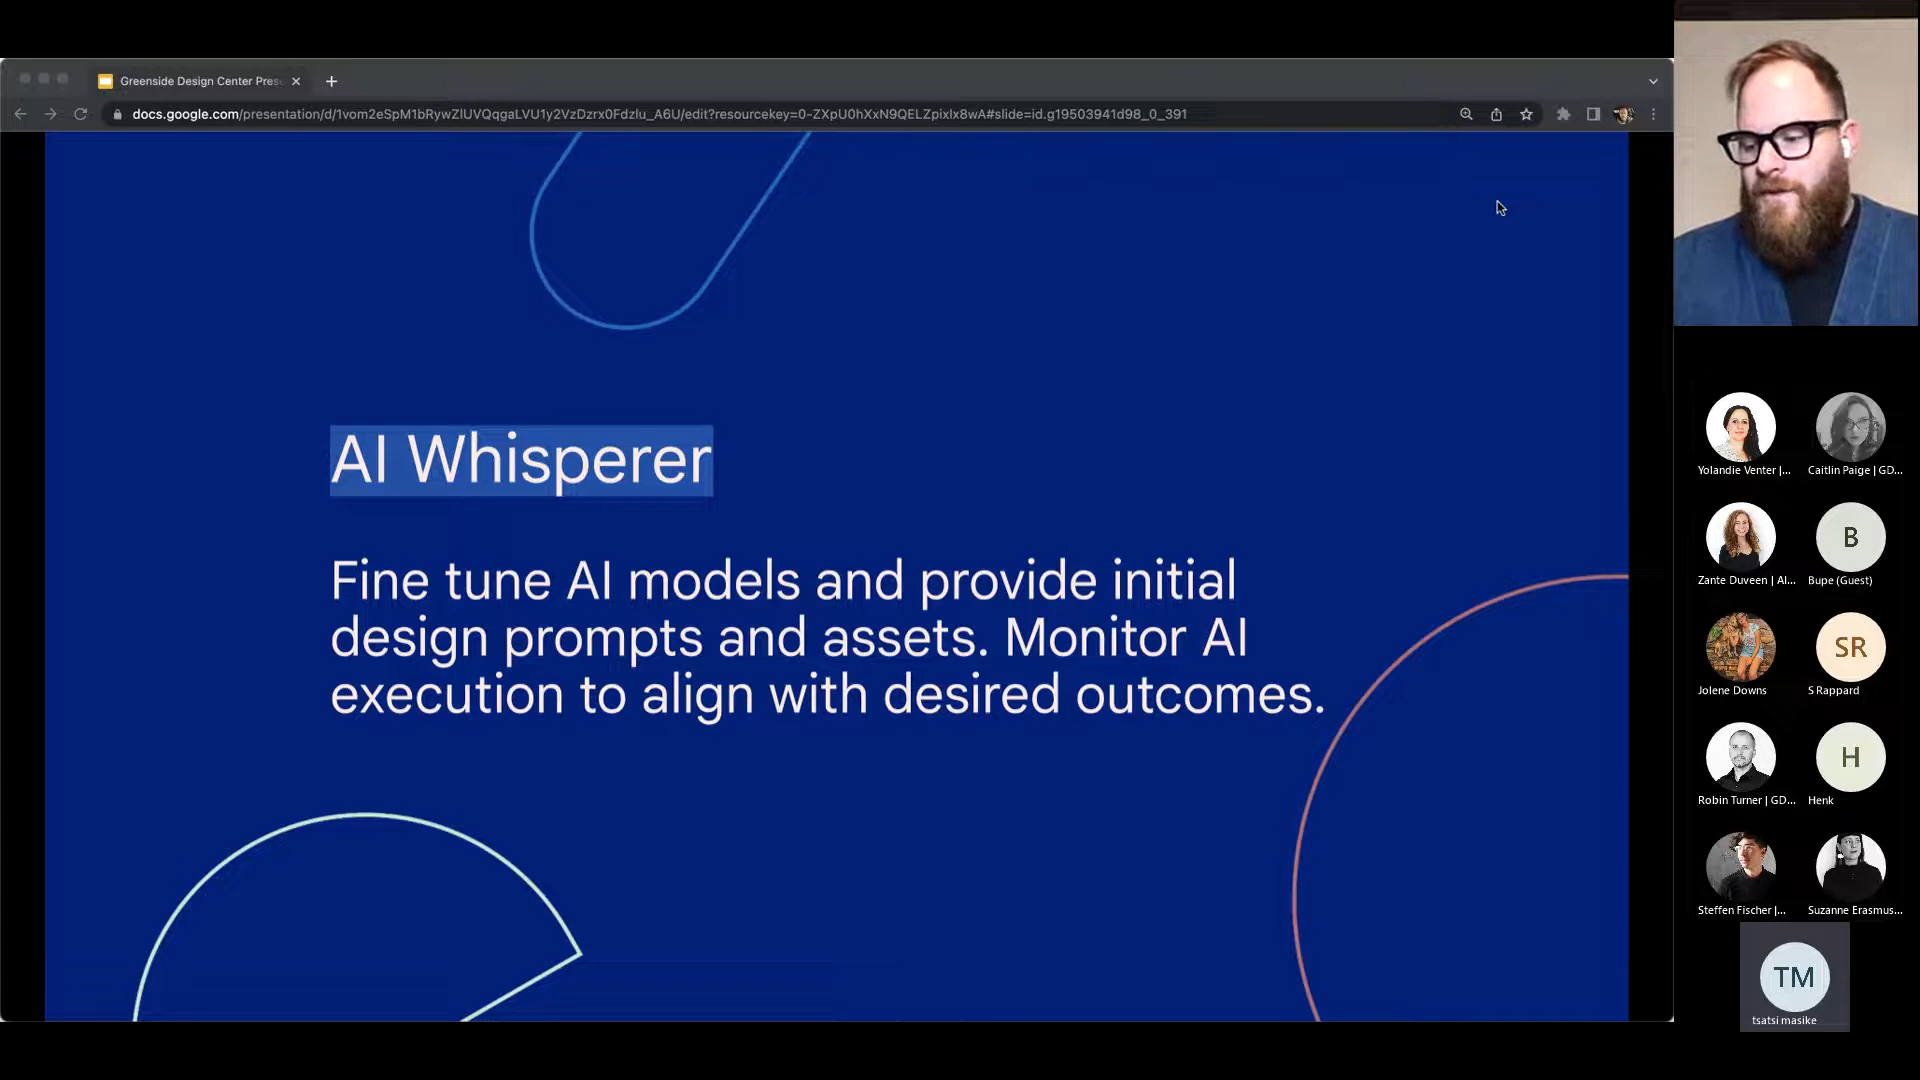 Greenside Design Center Pres
docs.google.com/presentation/d/1vom2eSpM1bRywZIUVQqgaLVU1y2VzDzrx0Fdzlu_A6U/edit?resourcekey=0-ZXpU0hXxN9QELZpixlx8wA#slide=id.g19503941d98_0_391
AI Whisperer
Fine tune AI models and provide initial
design prompts and assets. Monitor AI
execution to align with desired outcomes.
Yolandie Venter |...
Caitlin Paige | GD...
Zante Duveen | Al...
B
Bupe (Guest)
Jolene Downs
SR
S Rappard
Robin Turner | GD...
H
Henk
Steffen Fischer |...
Suzanne Erasmus...
TM
tsatsi masike